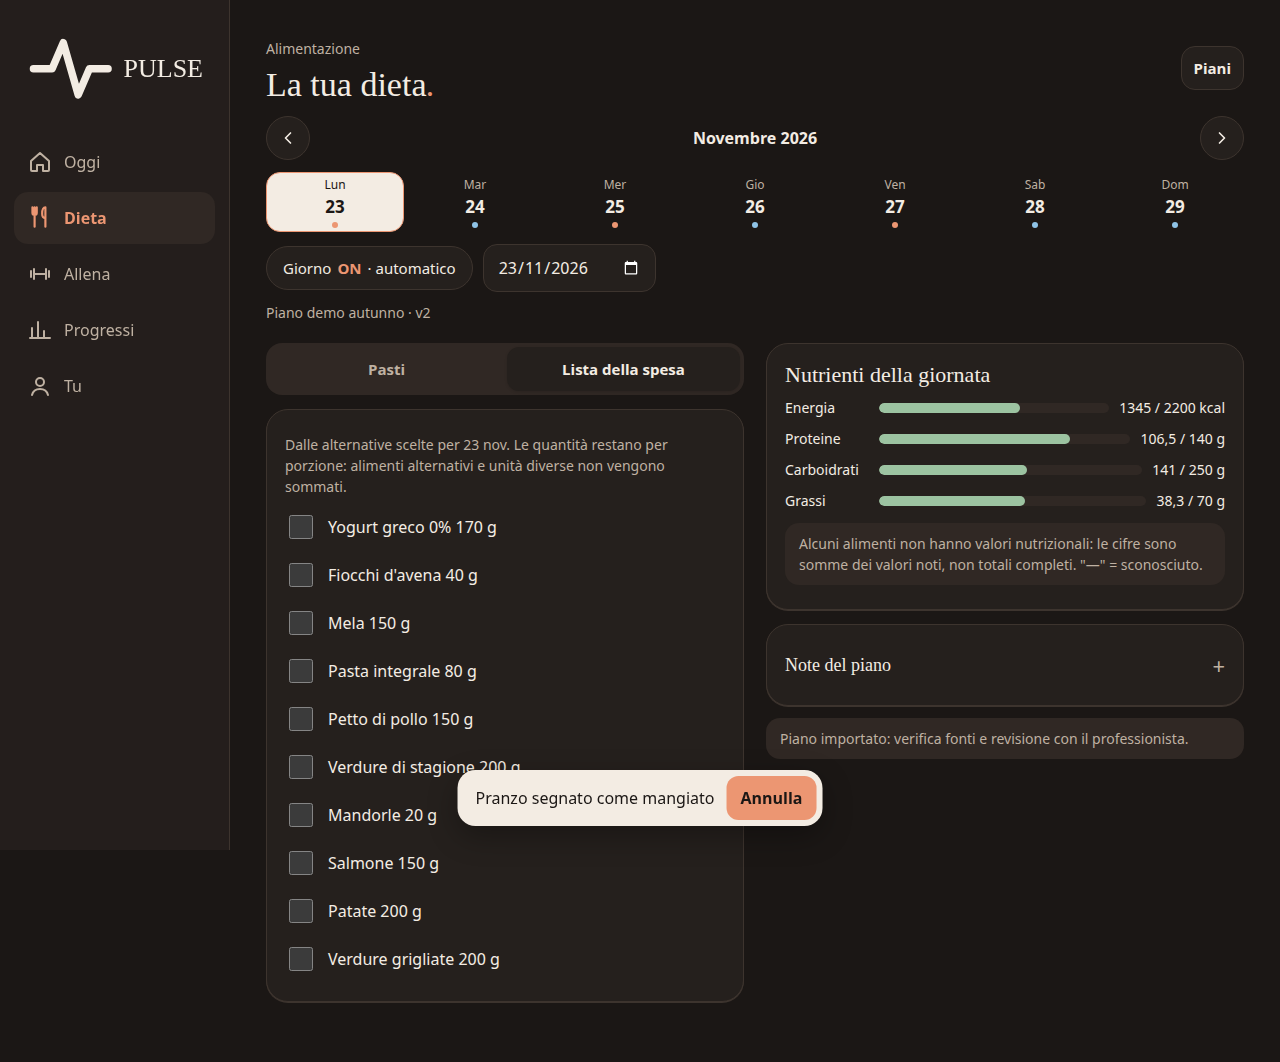 PULSE
Oggi
Dieta
Allena
Progressi
Tu
Alimentazione
La tua dieta.
Piani
Novembre 2026
Lun Mar Mer Gio Ven Sab Dom
23 24 25 26 27 28 29
Giorno ON · automatico
23/11/2026
Piano demo autunno · v2
Pasti
Lista della spesa
Dalle alternative scelte per 23 nov. Le quantità restano per
porzione: alimenti alternativi e unità diverse non vengono
sommati.
Yogurt greco 0% 170 g
Fiocchi d'avena 40 g
Mela 150 g
Pasta integrale 80 g
Petto di pollo 150 g
Verdure di stagione 200 g
Mandorle 20 g
Salmone 150 g
Patate 200 g
Verdure grigliate 200 g
Nutrienti della giornata
Energia 1345 / 2200 kcal
Proteine 106,5 / 140 g
Carboidrati 141 / 250 g
Grassi 38,3 / 70 g
Alcuni alimenti non hanno valori nutrizionali: le cifre sono
somme dei valori noti, non totali completi. "—" = sconosciuto.
Note del piano +
Piano importato: verifica fonti e revisione con il professionista.
Pranzo segnato come mangiato
Annulla